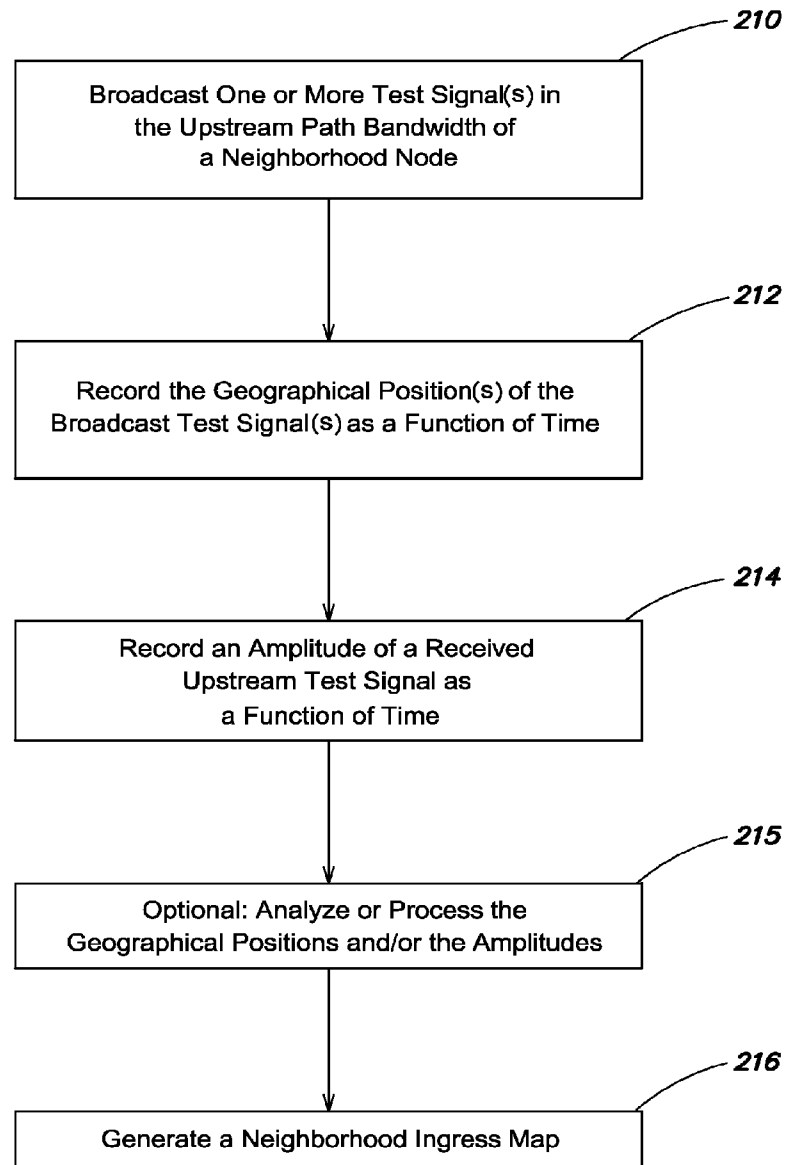 210
Broadcast One or More Test Signal(s) in
the Upstream Path Bandwidth of
a Neighborhood Node
212
Record the Geographical Position(s) of the
Broadcast Test Signal(s) as a Function of Time
214
Record an Amplitude of a Received
Upstream Test Signal as
a Function of Time
215
Optional: Analyze or Process the
Geographical Positions and/or the Amplitudes
216
Generate a Neighborhood Ingress Map